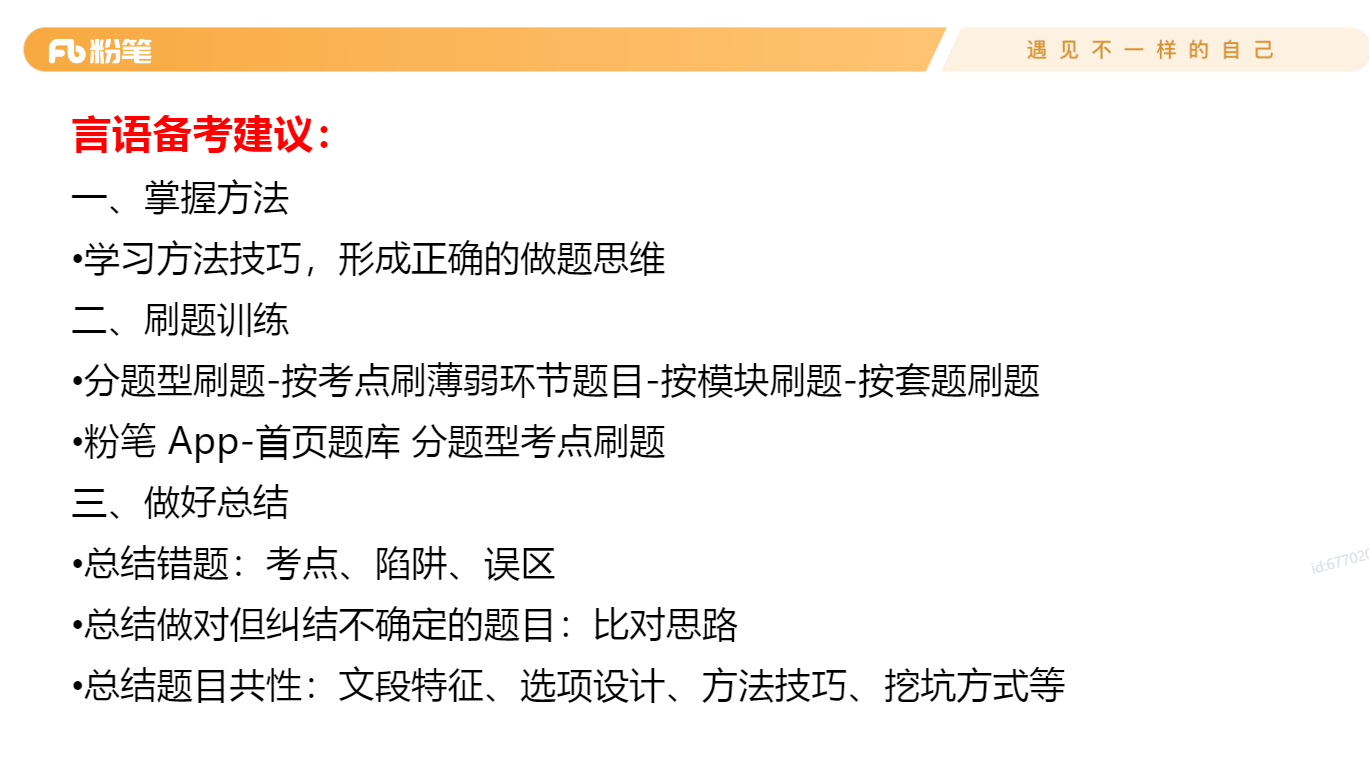 Fb粉笔
遇见不一样的自己
言语备考建议：
一、掌握方法
•学习方法技巧，形成正确的做题思维
二、刷题训练
•分题型刷题-按考点刷薄弱环节题目-按模块刷题-按套题刷题
•粉笔 App-首页题库 分题型考点刷题
三、做好总结
•总结错题：考点、陷阱、误区
•总结做对但纠结不确定的题目：比对思路
•总结题目共性：文段特征、选项设计、方法技巧、挖坑方式等
id:67702